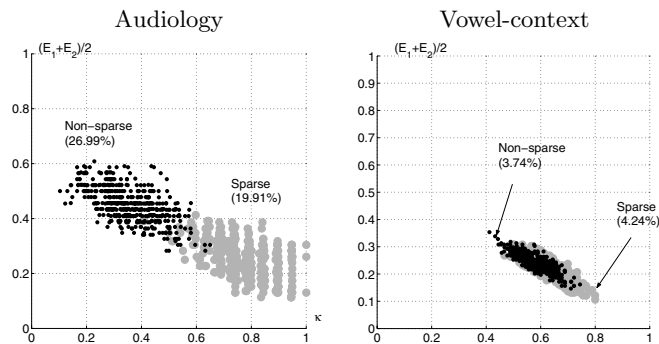 Audiology
(E1+E2)/2
1
0.8
Non-sparse
(26.99%)
0.6
Sparse
(19.91%)
0.4
0.2
0
0 0.2 0.4 0.6 0.8 1
κ
Vowel-context
(E1+E2)/2
1
0.9
0.8
0.7
0.6
Non-sparse
(3.74%)
0.5
Sparse
(4.24%)
0.4
0.3
0.2
0.1
0
0 0.2 0.4 0.6 0.8 1